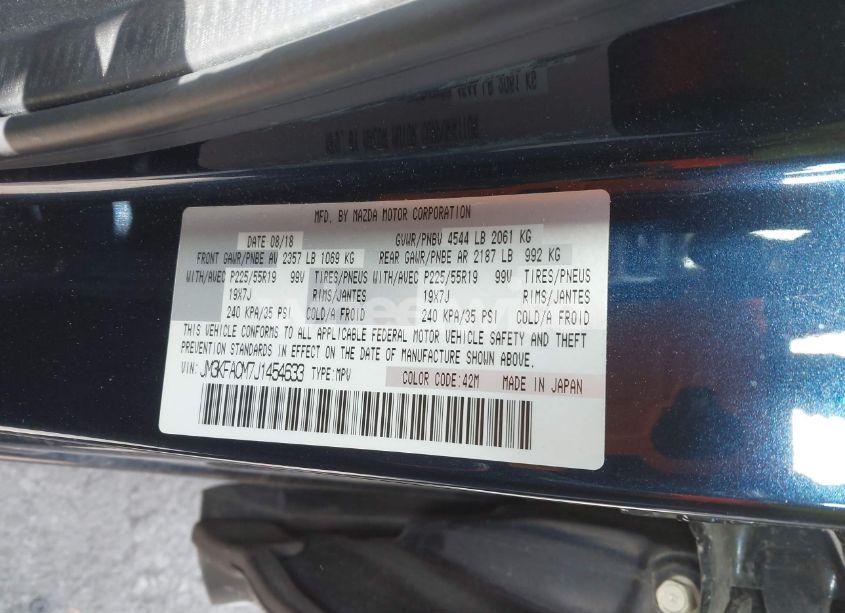 MFD. BY MAZDA MOTOR CORPORATION
DATE 08/18 GVWR/PNBV 4544 LB 2061 KG
FRONT GAWR/PNBE AV 2357 LB 1069 KG REAR GAWR/PNBE AR 2187 LB 992 KG
WITH/AVEC P225/55R19 99V TIRES/PNEUS WITH/AVEC P225/55R19 99V TIRES/PNEUS
19X7J RIMS/JANTES 19X7J RIMS/JANTES
240 KPA/35 PSI COLD/A FROID 240 KPA/35 PSI COLD/A FROID
THIS VEHICLE CONFORMS TO ALL APPLICABLE FEDERAL MOTOR VEHICLE SAFETY AND THEFT
PREVENTION STANDARDS IN EFFECT ON THE DATE OF MANUFACTURE SHOWN ABOVE.
VIN: JM3KFACM7J1454633 TYPE:MPV COLOR CODE:42M MADE IN JAPAN